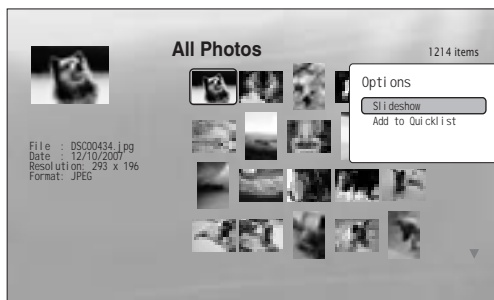 All Photos
1214 items
Options
Slideshow
Add to Quicklist
File : DSC00434.jpg
Date : 12/10/2007
Resolution: 293 x 196
Format: JPEG